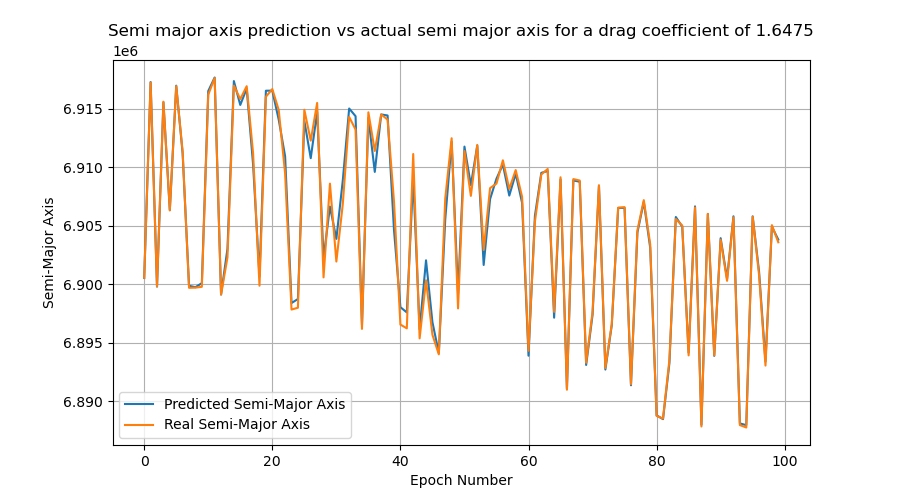 Semi major axis prediction vs actual semi major axis for a drag coefficient of 1.6475
1e6
6.915
6.910
6.905
6.900
6.895
6.890
Semi-Major Axis
Predicted Semi-Major Axis
Real Semi-Major Axis
0 20 40 60 80 100
Epoch Number